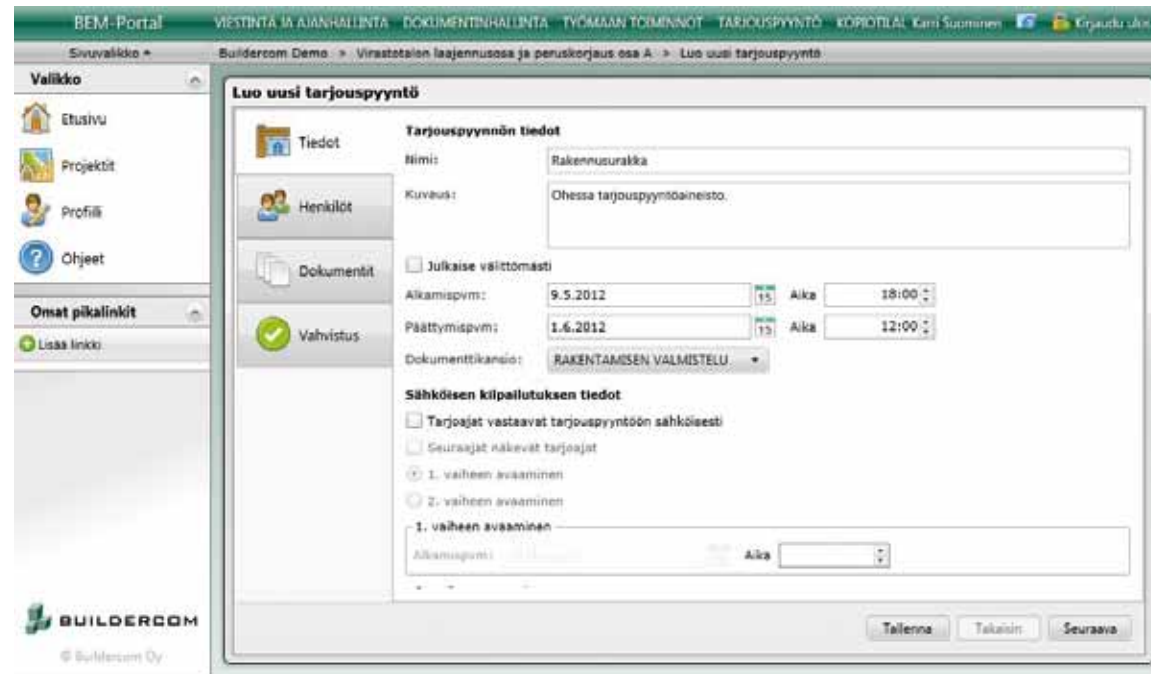 BEM-Portal
VIESTINTÄ JA AJANHALLINTA DOKUMENTINHALLINTA TYÖMAAN TOIMINNOT TARJOUSPYYNTÖ KOPIOTILAL Karri Suominen Kirjaudu ulos
Sivuvalikko
Buildercom Demo > Virastotalon laajennusosa ja peruskorjaus osa A > Luo uusi tarjouspyyntö
Valikko
Etusivu
Projektit
Profiili
Ohjeet
Omat pikalinkit
Lisää linkki
BUILDERCOM
© Buildercom Oy
Luo uusi tarjouspyyntö
Tiedot
Henkilöt
Dokumentit
Vahvistus
Tarjouspyynnön tiedot
Nimi: Rakennusurakka
Kuvaus: Ohessa tarjouspyyntöaineisto.
Julkaise välittömästi
Alkamispvm: 9.5.2012 15 Aika 18:00
Päättymispvm: 1.6.2012 15 Aika 12:00
Dokumenttikansio: RAKENTAMISEN VALMISTELU
Sähköisen kilpailutuksen tiedot
Tarjoajat vastaavat tarjouspyyntöön sähköisesti
Seuraajat näkevät tarjoajat
1. vaiheen avaaminen
2. vaiheen avaaminen
1. vaiheen avaaminen
Alkamispvm: Aika
Tallenna Takaisin Seuraava